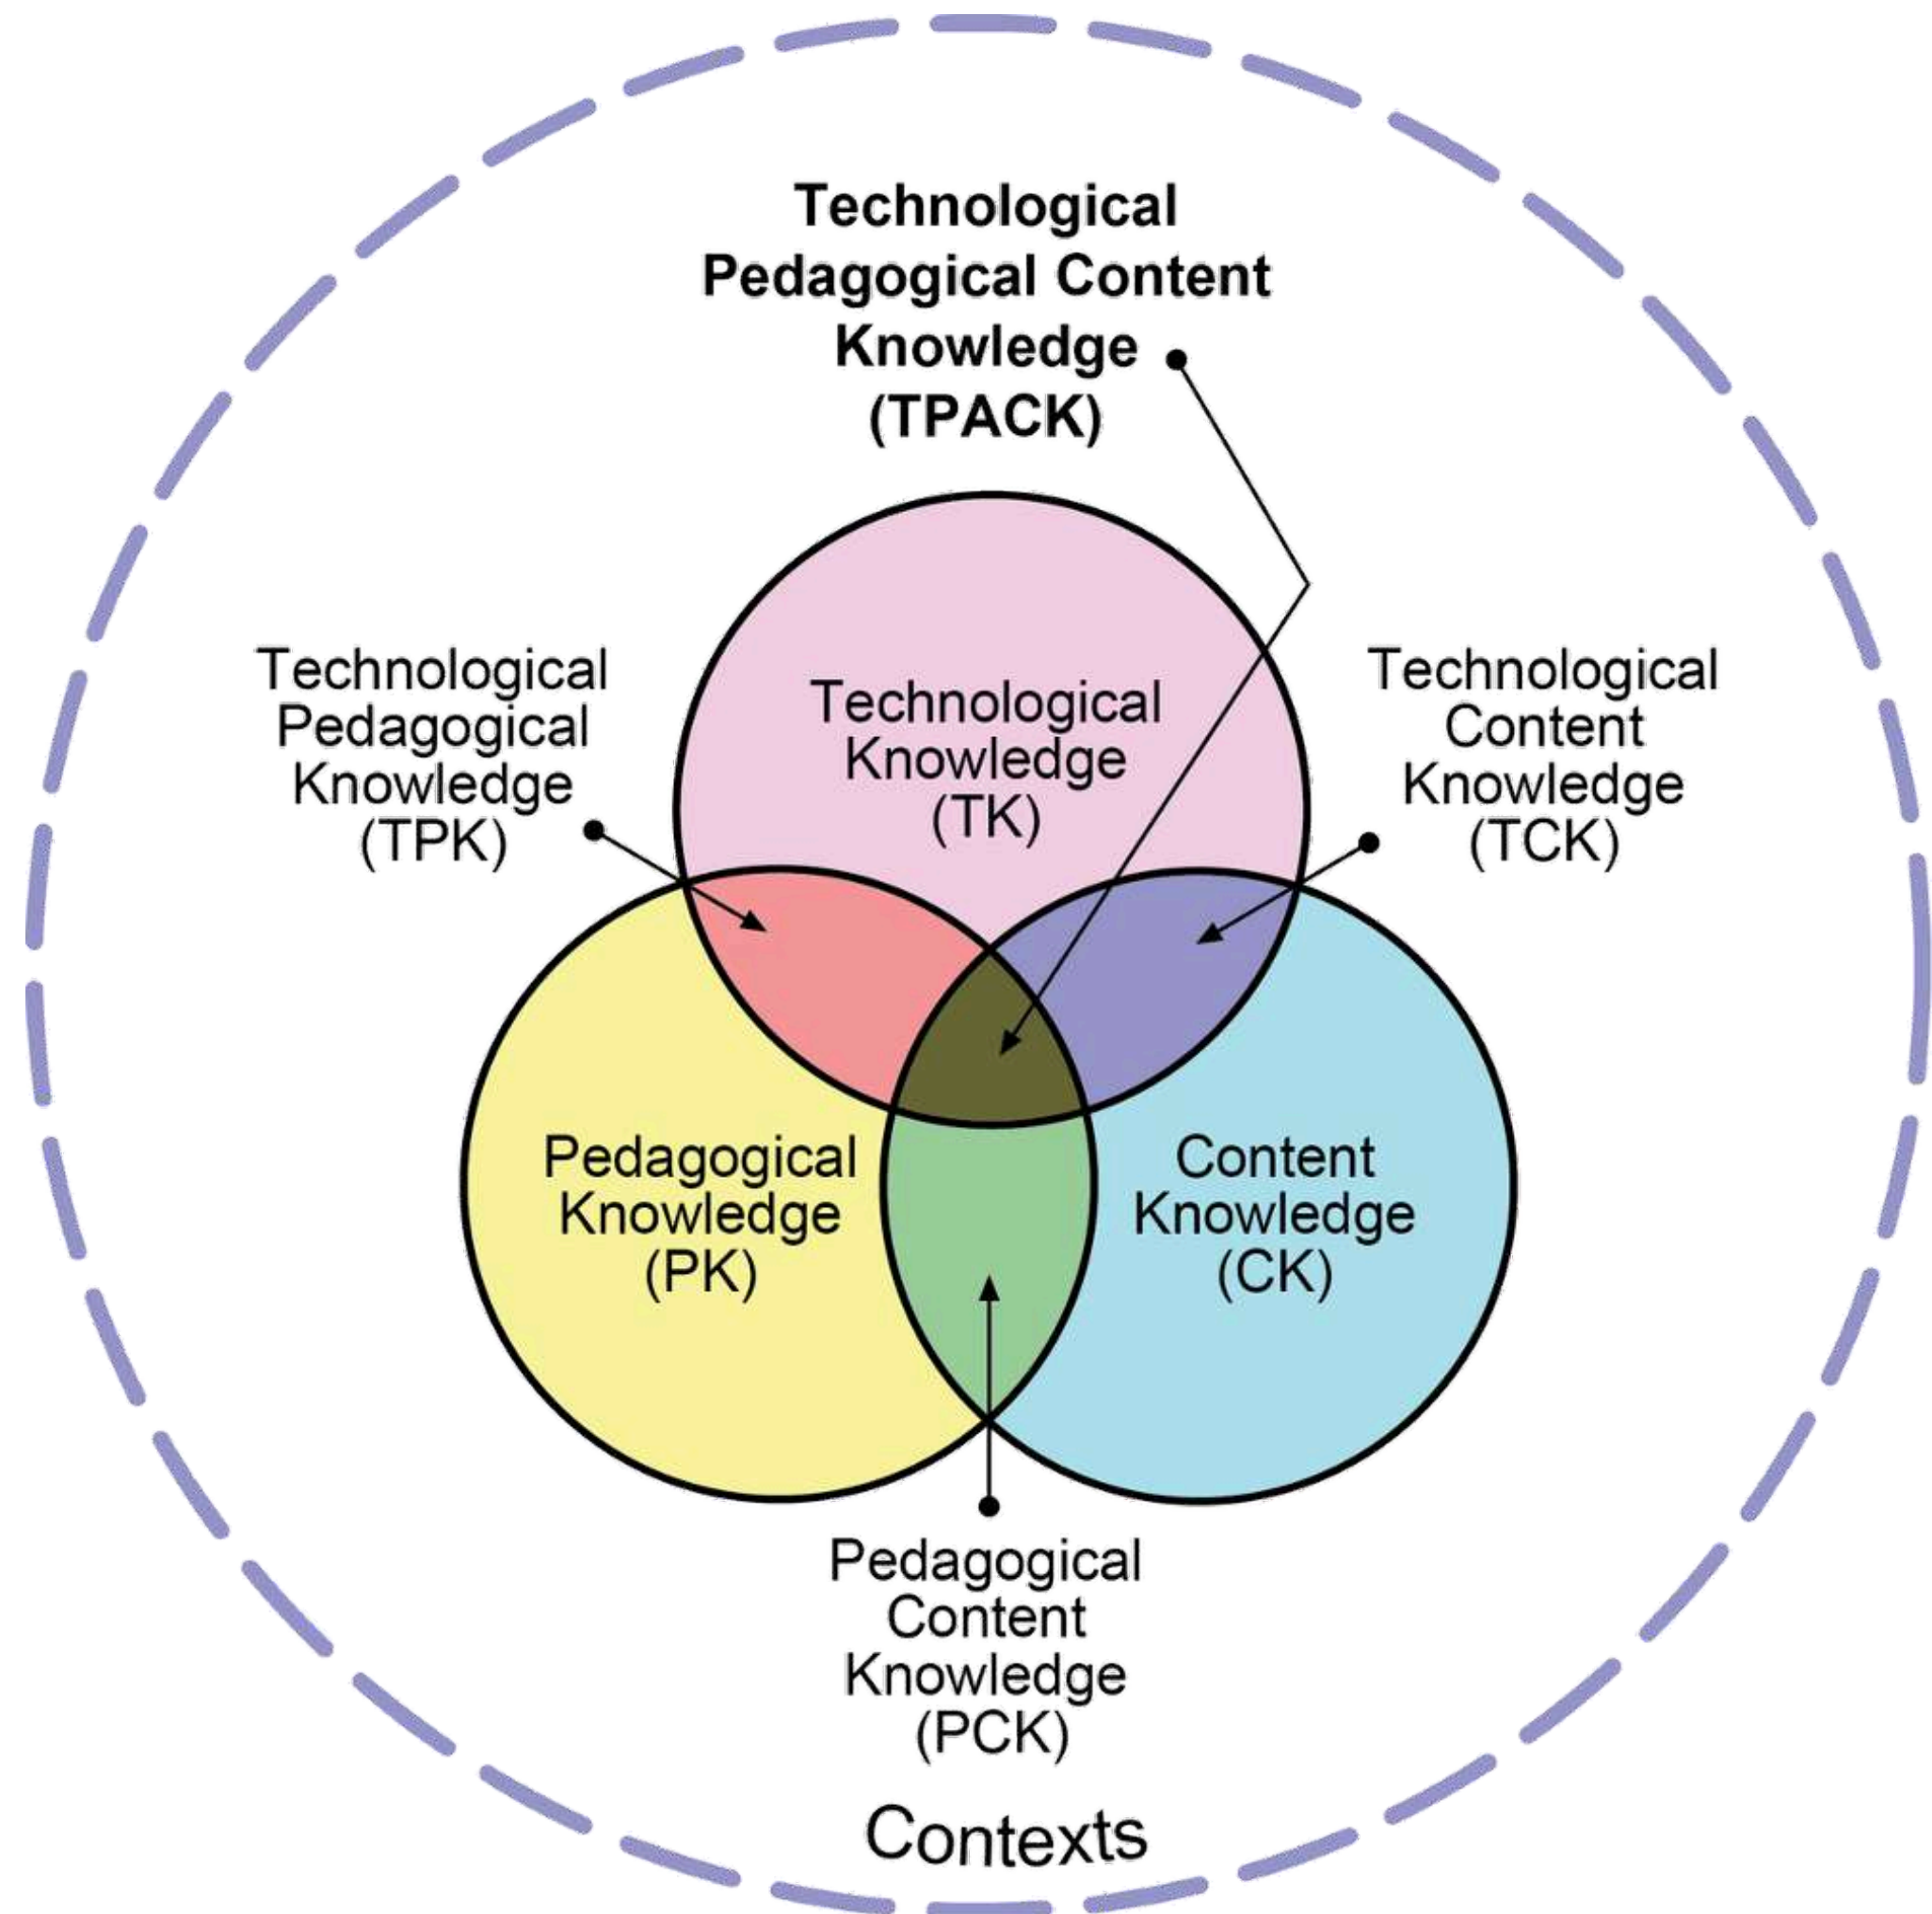 Technological
Pedagogical Content
Knowledge
(TPACK)
Technological
Pedagogical
Knowledge
(TPK)
Technological
Knowledge
(TK)
Technological
Content
Knowledge
(TCK)
Pedagogical
Knowledge
(PK)
Content
Knowledge
(CK)
Pedagogical
Content
Knowledge
(PCK)
Contexts